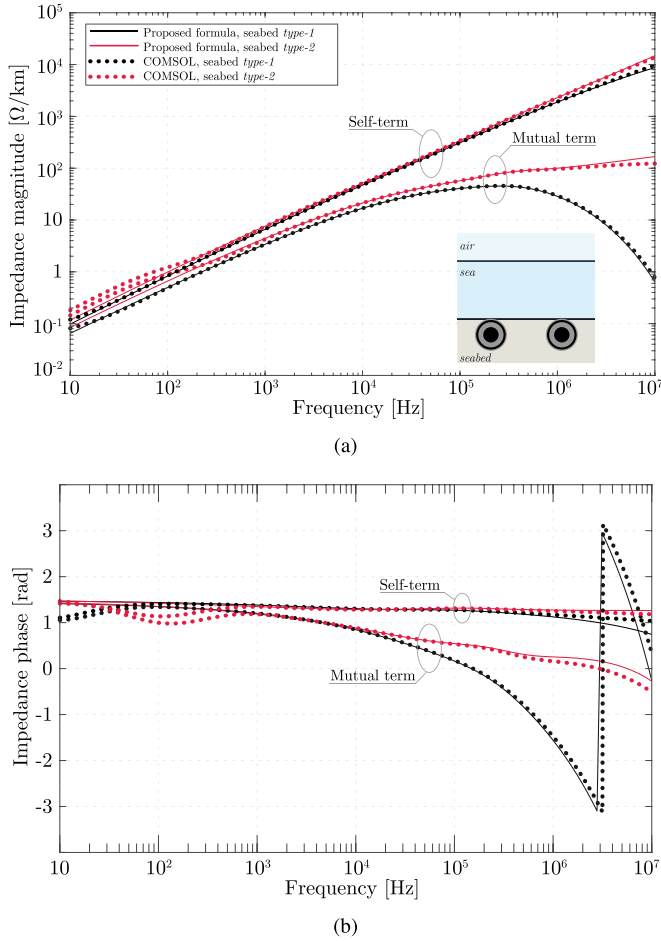 Proposed formula, seabed type-1
Proposed formula, seabed type-2
COMSOL, seabed type-1
COMSOL, seabed type-2
Impedance magnitude [Ω/km]
10^5
10^4
10^3
10^2
10
1
10^-1
10^-2
Self-term
Mutual term
air
sea
seabed
10
10^2
10^3
10^4
10^5
10^6
10^7
Frequency [Hz]
(a)
Impedance phase [rad]
3
2
1
0
-1
-2
-3
Self-term
Mutual term
10
10^2
10^3
10^4
10^5
10^6
10^7
Frequency [Hz]
(b)